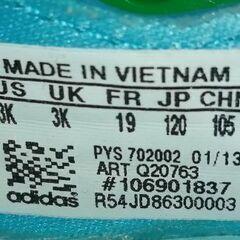 MADE IN VIETNAM
US UK FR JP CHN
3K 3K 19 120 105
PYS 702002 01/13
ART Q20763
#106901837
adidas R54JD86300003